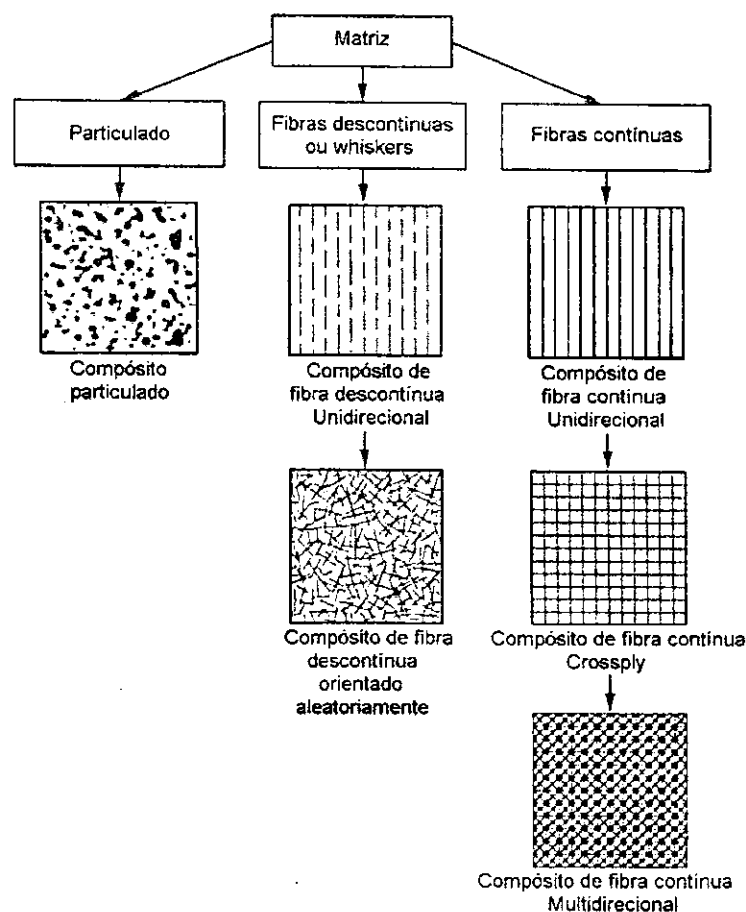 Matriz
Particulado
Fibras descontínuas
ou whiskers
Fibras contínuas
Compósito
particulado
Compósito de
fibra descontínua
Unidirecional
Compósito de
fibra contínua
Unidirecional
Compósito de fibra
descontínua
orientado
aleatoriamente
Compósito de fibra contínua
Crossply
Compósito de fibra contínua
Multidirecional